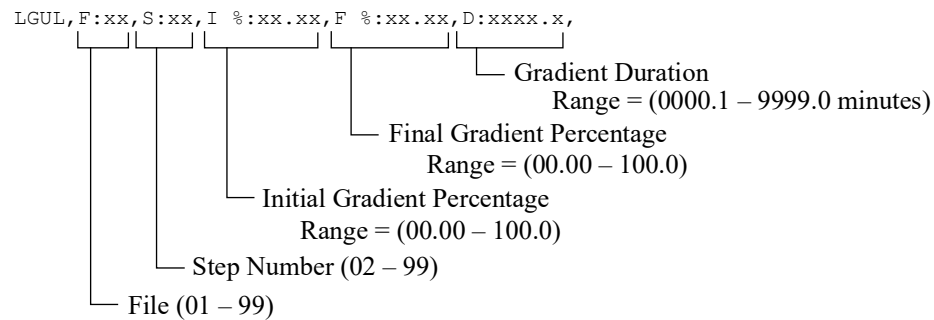 LGUL,F:xx,S:xx,I %:xx.xx,F %:xx.xx,D:xxxx.x,
Gradient Duration
Range = (0000.1 – 9999.0 minutes)
Final Gradient Percentage
Range = (00.00 – 100.0)
Initial Gradient Percentage
Range = (00.00 – 100.0)
Step Number (02 – 99)
File (01 – 99)